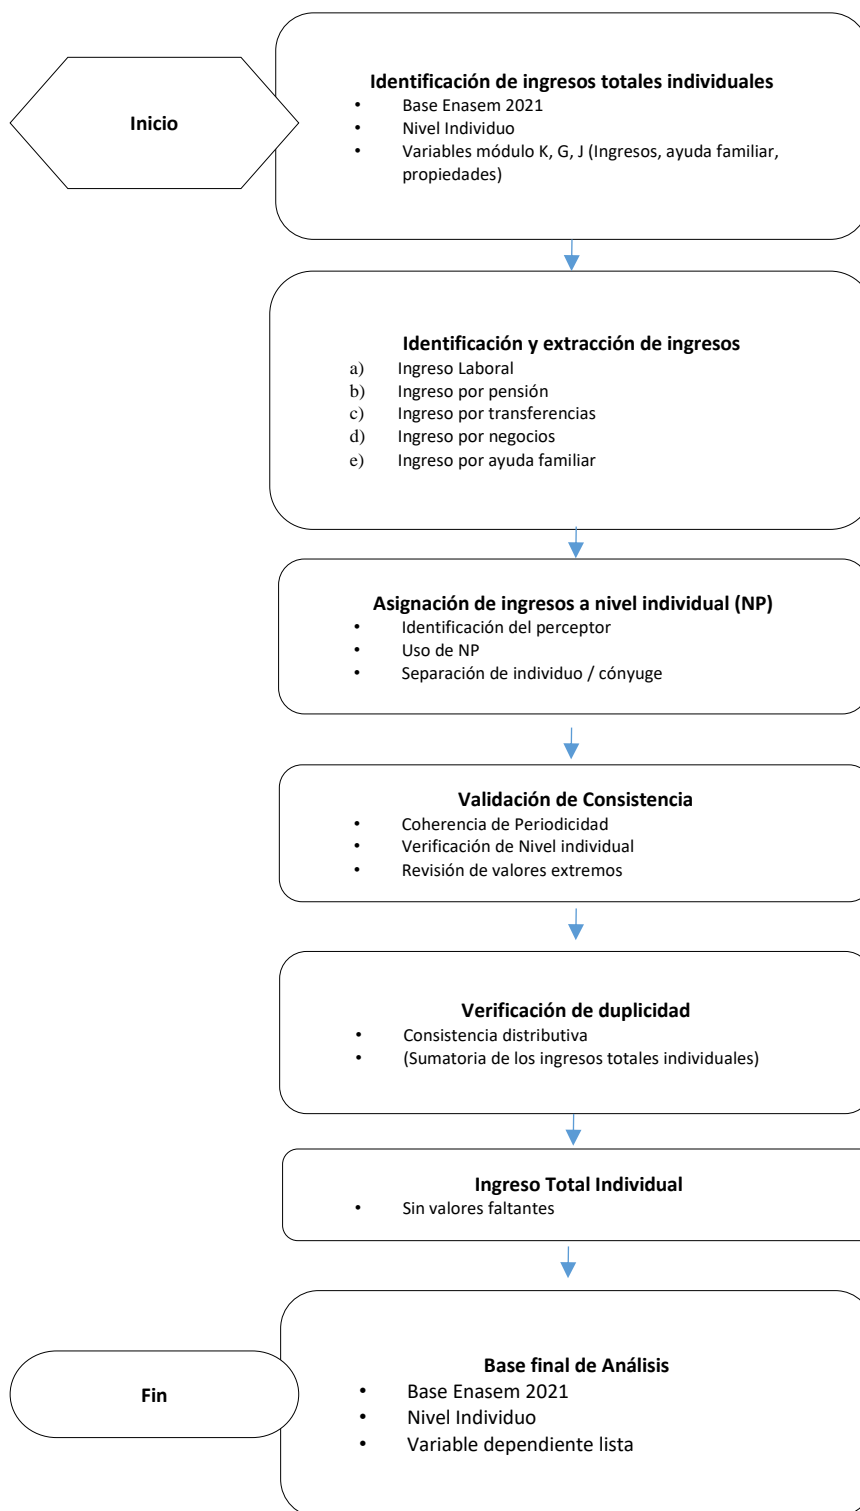 Inicio
Identificación de ingresos totales individuales
• Base Enasem 2021
• Nivel Individuo
• Variables módulo K, G, J (Ingresos, ayuda familiar,
propiedades)
Identificación y extracción de ingresos
a) Ingreso Laboral
b) Ingreso por pensión
c) Ingreso por transferencias
d) Ingreso por negocios
e) Ingreso por ayuda familiar
Asignación de ingresos a nivel individual (NP)
• Identificación del perceptor
• Uso de NP
• Separación de individuo / cónyuge
Validación de Consistencia
• Coherencia de Periodicidad
• Verificación de Nivel individual
• Revisión de valores extremos
Verificación de duplicidad
• Consistencia distributiva
• (Sumatoria de los ingresos totales individuales)
Ingreso Total Individual
• Sin valores faltantes
Fin
Base final de Análisis
• Base Enasem 2021
• Nivel Individuo
• Variable dependiente lista